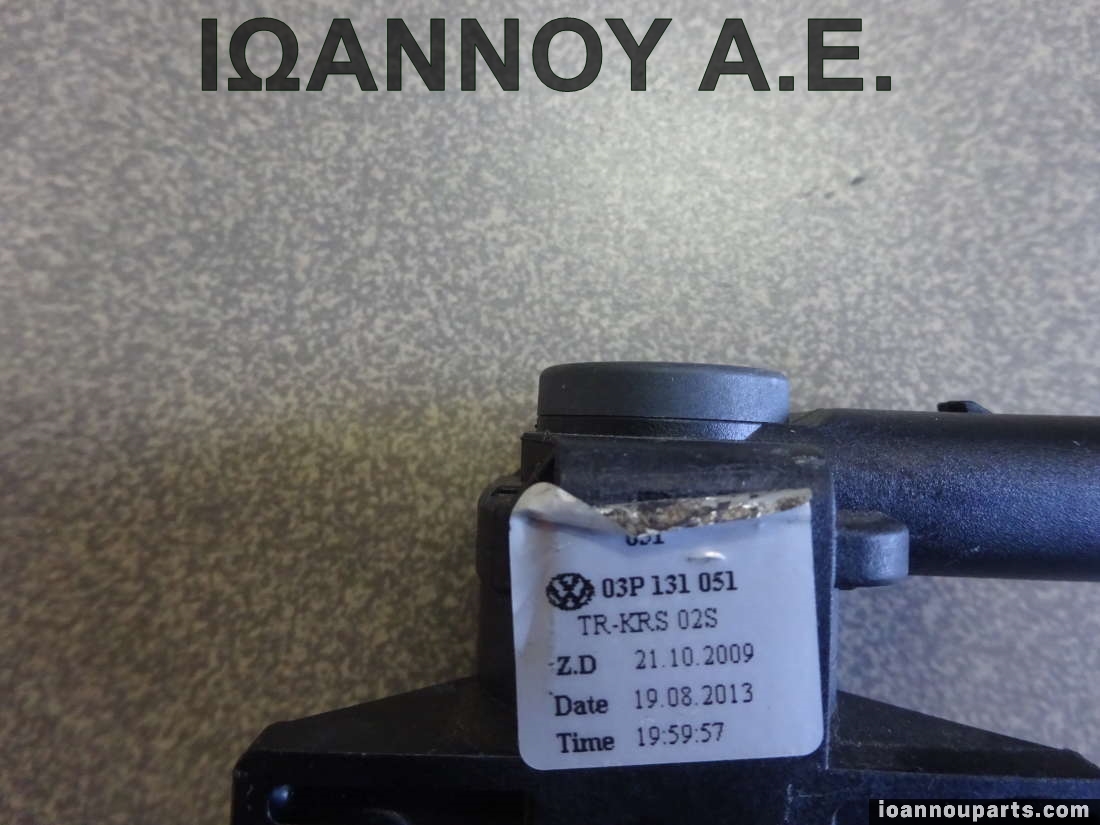 ΙΩΑΝΝΟΥ Α.Ε.
051
03P 131 051
TR-KRS 02S
Z.D 21.10.2009
Date 19.08.2013
Time 19:59:57
ioannouparts.com